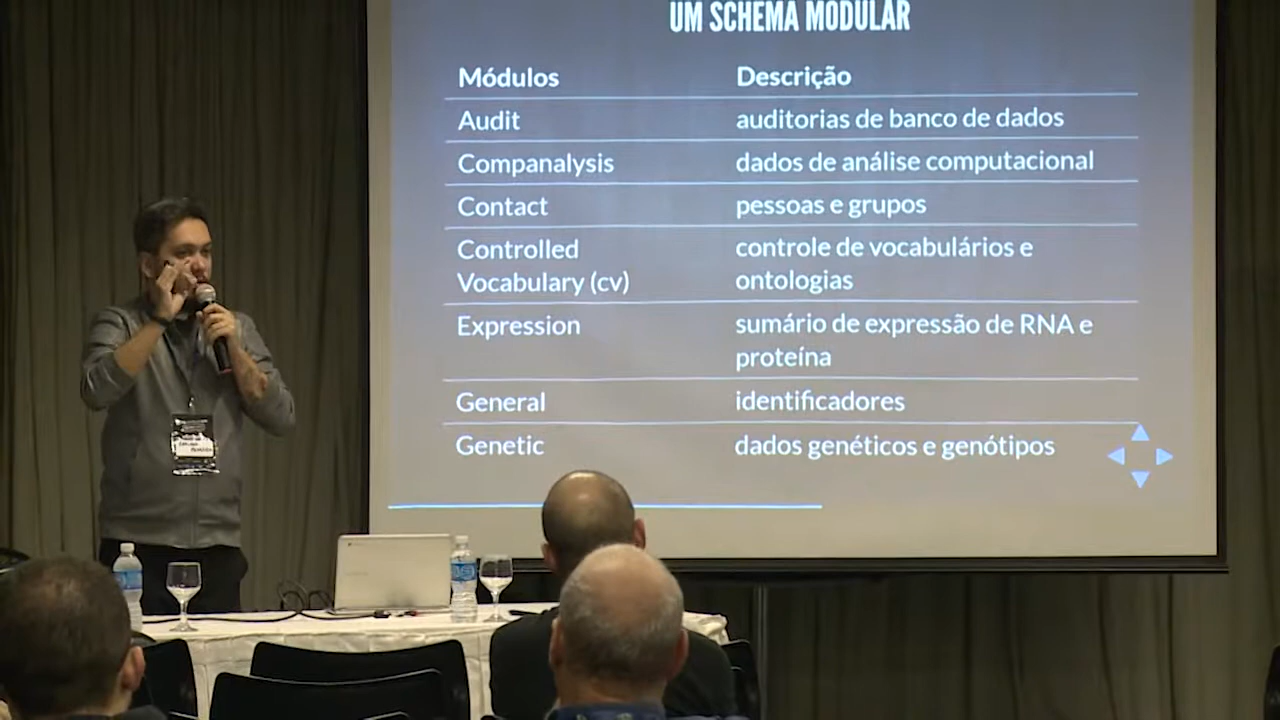 UM SCHEMA MODULAR
Módulos Descrição
Audit auditorias de banco de dados
Companalysis dados de análise computacional
Contact pessoas e grupos
Controlled controle de vocabulários e
Vocabulary (cv) ontologias
Expression sumário de expressão de RNA e
proteína
General identificadores
Genetic dados genéticos e genótipos